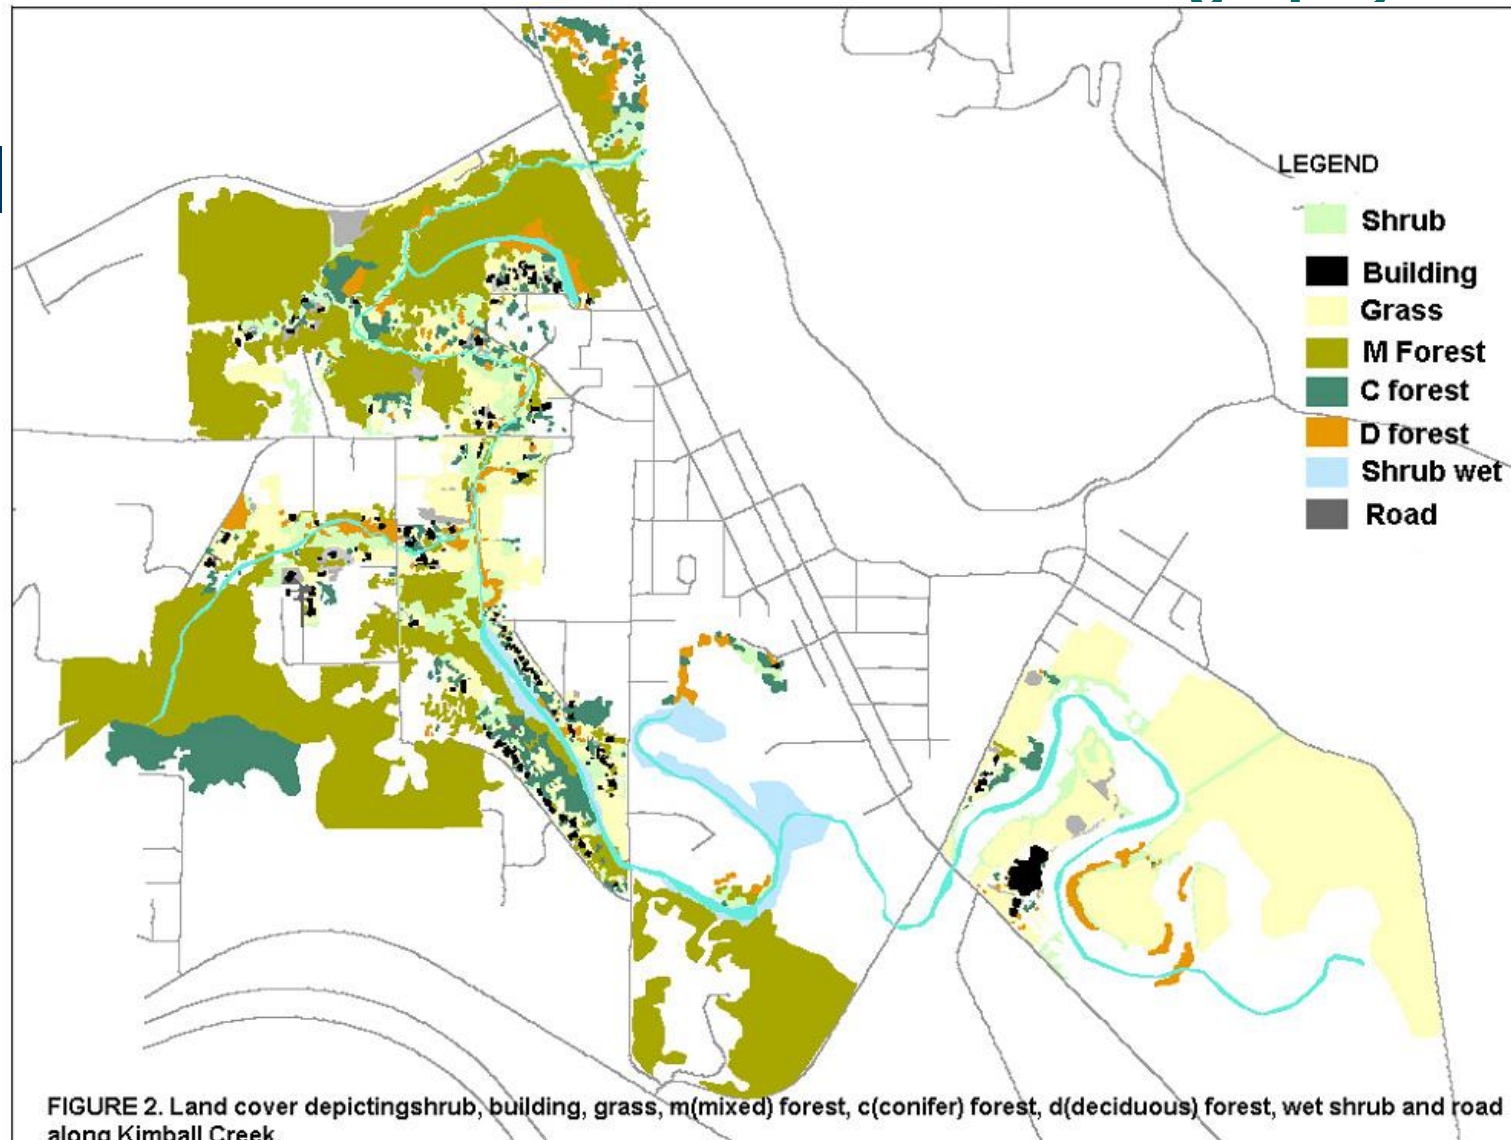 LEGEND
Shrub
Building
Grass
M Forest
C forest
D forest
Shrub wet
Road
FIGURE 2. Land cover depictingshrub, building, grass, m(mixed) forest, c(conifer) forest, d(deciduous) forest, wet shrub and road
along Kimball Creek.